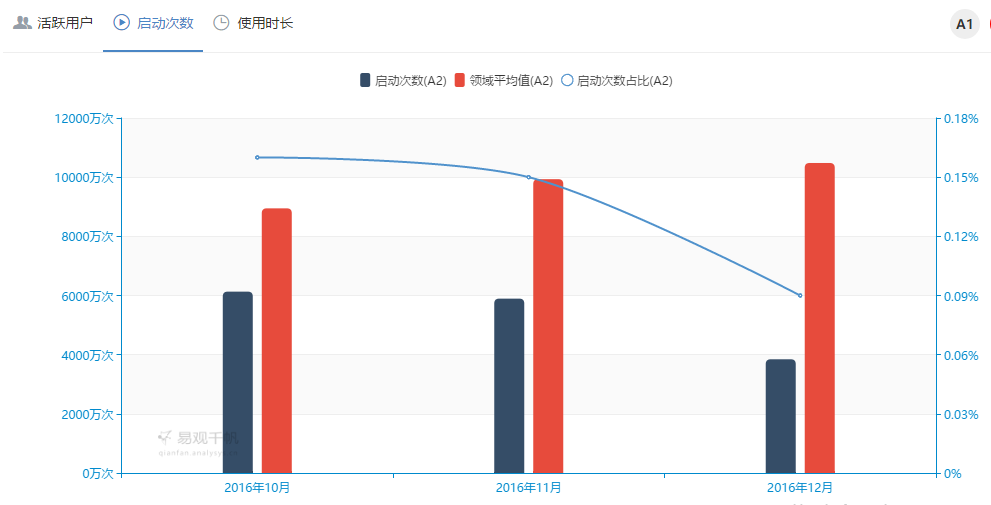 活跃用户 启动次数 使用时长 A1
启动次数(A2) 领域平均值(A2) 启动次数占比(A2)
12000万次 0.18%
10000万次 0.15%
8000万次 0.12%
6000万次 0.09%
4000万次 0.06%
2000万次 0.03%
易观千帆
qianfan.analysys.cn
0万次 0%
2016年10月 2016年11月 2016年12月